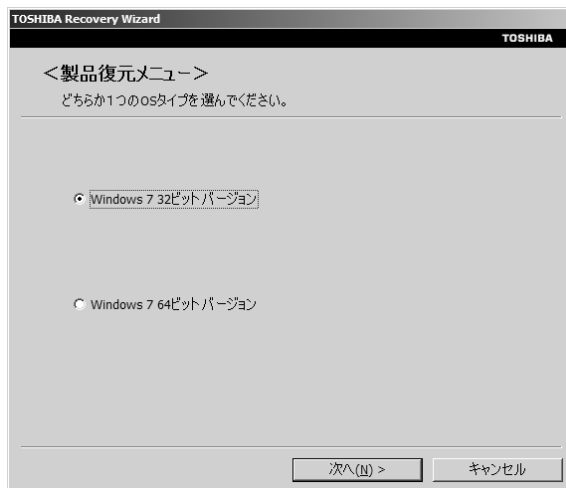 TOSHIBA Recovery Wizard
TOSHIBA
＜製品復元メニュー＞
どちらか1つのOSタイプを選んでください。
Windows 7 32ビットバージョン
Windows 7 64ビットバージョン
次へ(N) >
キャンセル